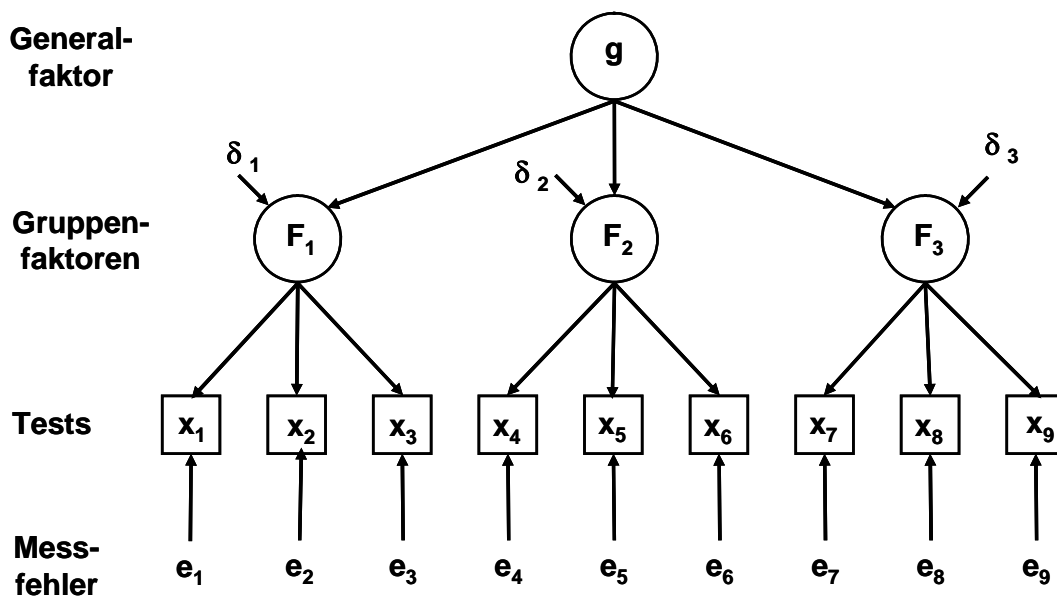 General-
faktor
g
δ 1
δ 2
δ 3
Gruppen-
faktoren
F1
F2
F3
Tests
x1 x2 x3 x4 x5 x6 x7 x8 x9
Mess-
fehler
e1 e2 e3 e4 e5 e6 e7 e8 e9